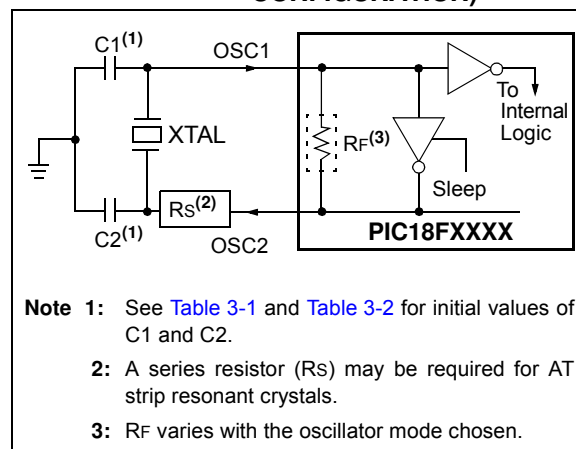 C1(1)
OSC1
To
Internal
Logic
XTAL
RF(3)
Sleep
RS(2)
C2(1)
OSC2
PIC18FXXXX
Note 1: See Table 3-1 and Table 3-2 for initial values of
C1 and C2.
2: A series resistor (RS) may be required for AT
strip resonant crystals.
3: RF varies with the oscillator mode chosen.